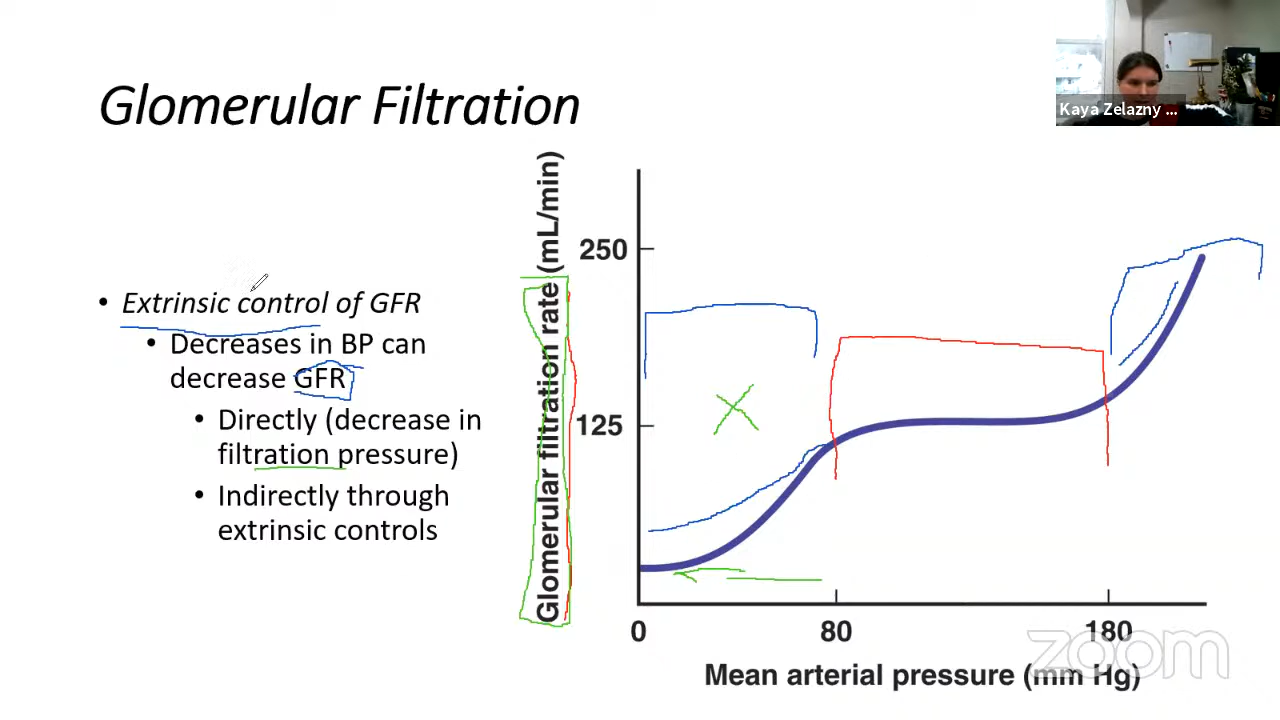 Kaya Zelazny ...
Glomerular Filtration
• Extrinsic control of GFR
• Decreases in BP can
decrease GFR
• Directly (decrease in
filtration pressure)
• Indirectly through
extrinsic controls
Glomerular filtration rate (mL/min)
250
125
0 80 180
Mean arterial pressure (mm Hg)
zoom